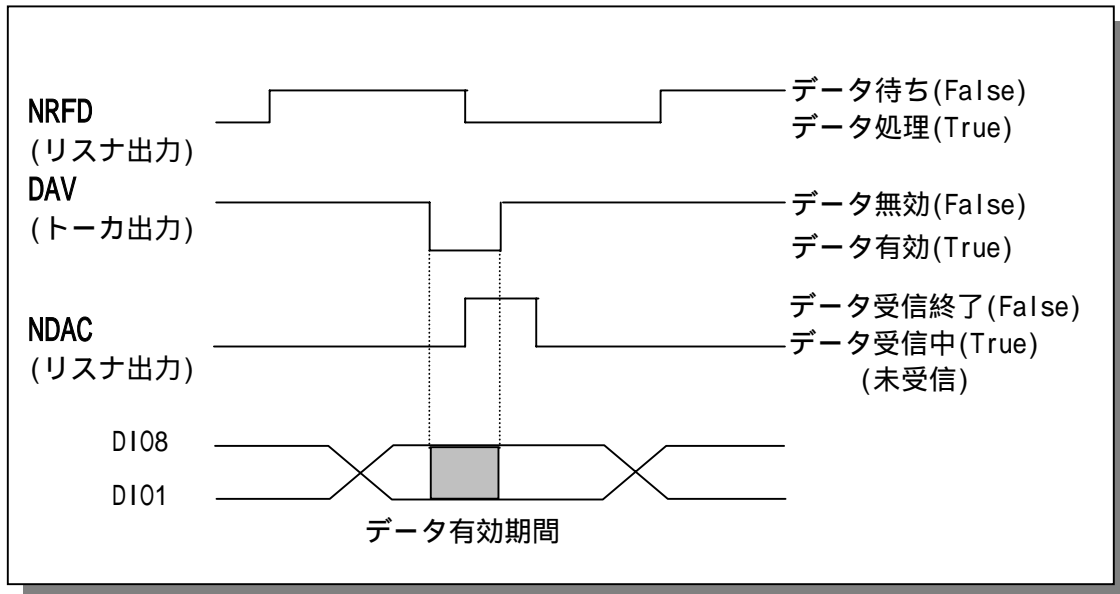 NRFD
(リスナ出力)
データ待ち(False)
データ処理(True)
DAV
(トーカ出力)
データ無効(False)
データ有効(True)
NDAC
(リスナ出力)
データ受信終了(False)
データ受信中(True)
(未受信)
DIO8
DIO1
データ有効期間